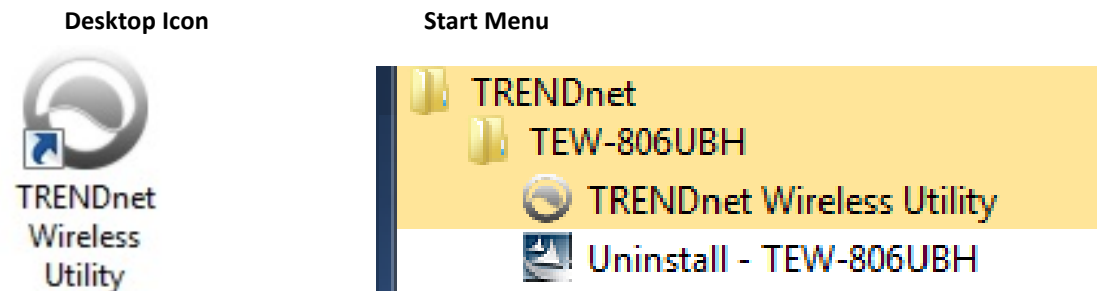 Desktop Icon
Start Menu
TRENDnet
Wireless
Utility
TRENDnet
TEW-806UBH
TRENDnet Wireless Utility
Uninstall - TEW-806UBH